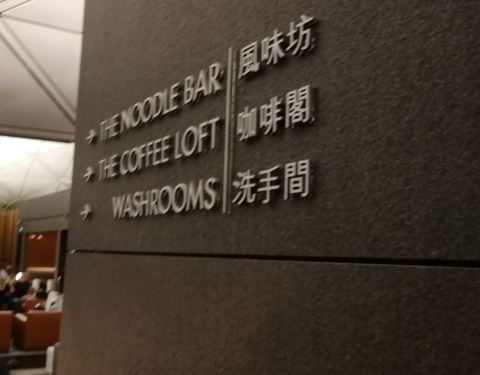 → THE NOODLE BAR 風味坊
→ THE COFFEE LOFT 咖啡閣
→ WASHROOMS 洗手間